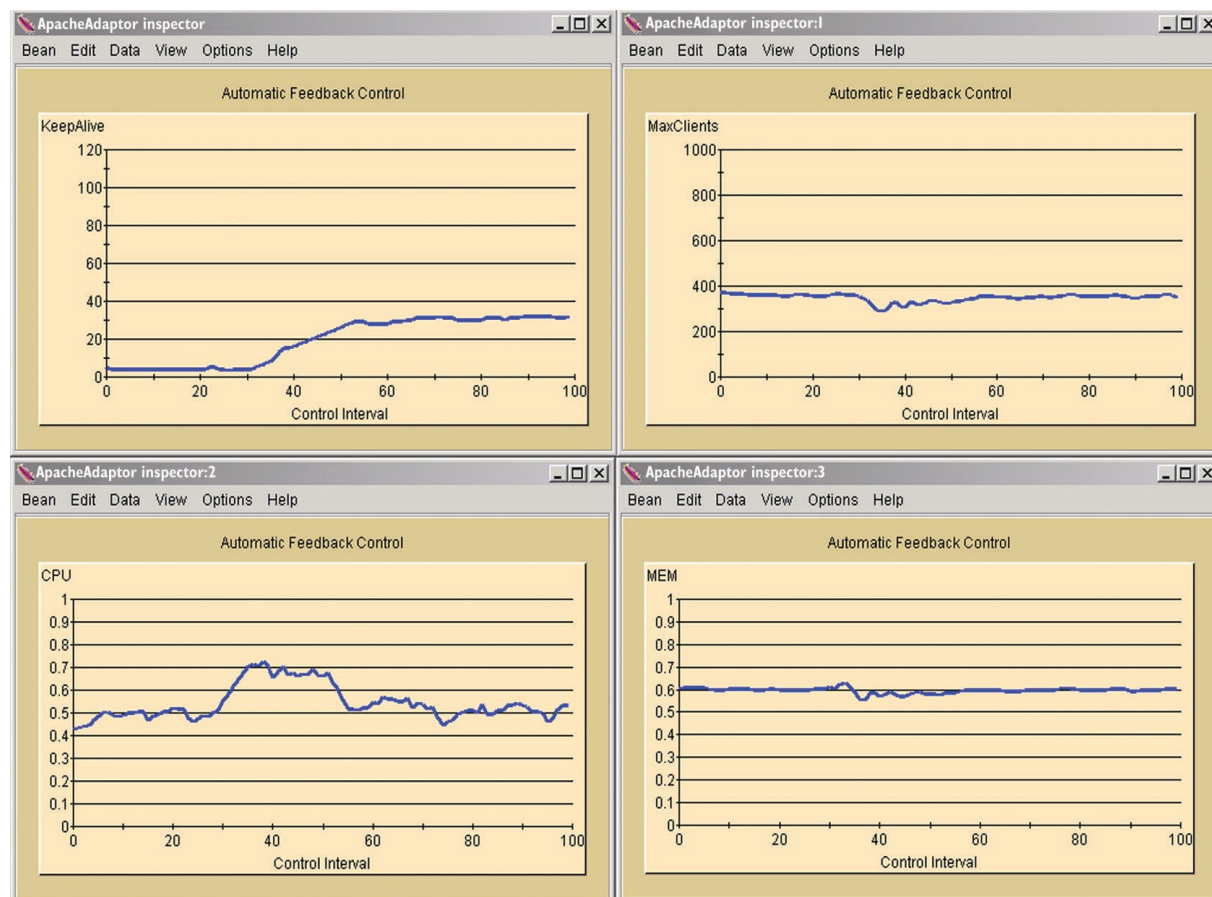 ApacheAdaptor inspector
Bean Edit Data View Options Help
Automatic Feedback Control
KeepAlive
120
100
80
60
40
20
0
0 20 40 60 80 100
Control Interval
ApacheAdaptor inspector:1
Bean Edit Data View Options Help
Automatic Feedback Control
MaxClients
1000
800
600
400
200
0
0 20 40 60 80 100
Control Interval
ApacheAdaptor inspector:2
Bean Edit Data View Options Help
Automatic Feedback Control
CPU
1
0.9
0.8
0.7
0.6
0.5
0.4
0.3
0.2
0.1
0
0 20 40 60 80 100
Control Interval
ApacheAdaptor inspector:3
Bean Edit Data View Options Help
Automatic Feedback Control
MEM
1
0.9
0.8
0.7
0.6
0.5
0.4
0.3
0.2
0.1
0
0 20 40 60 80 100
Control Interval